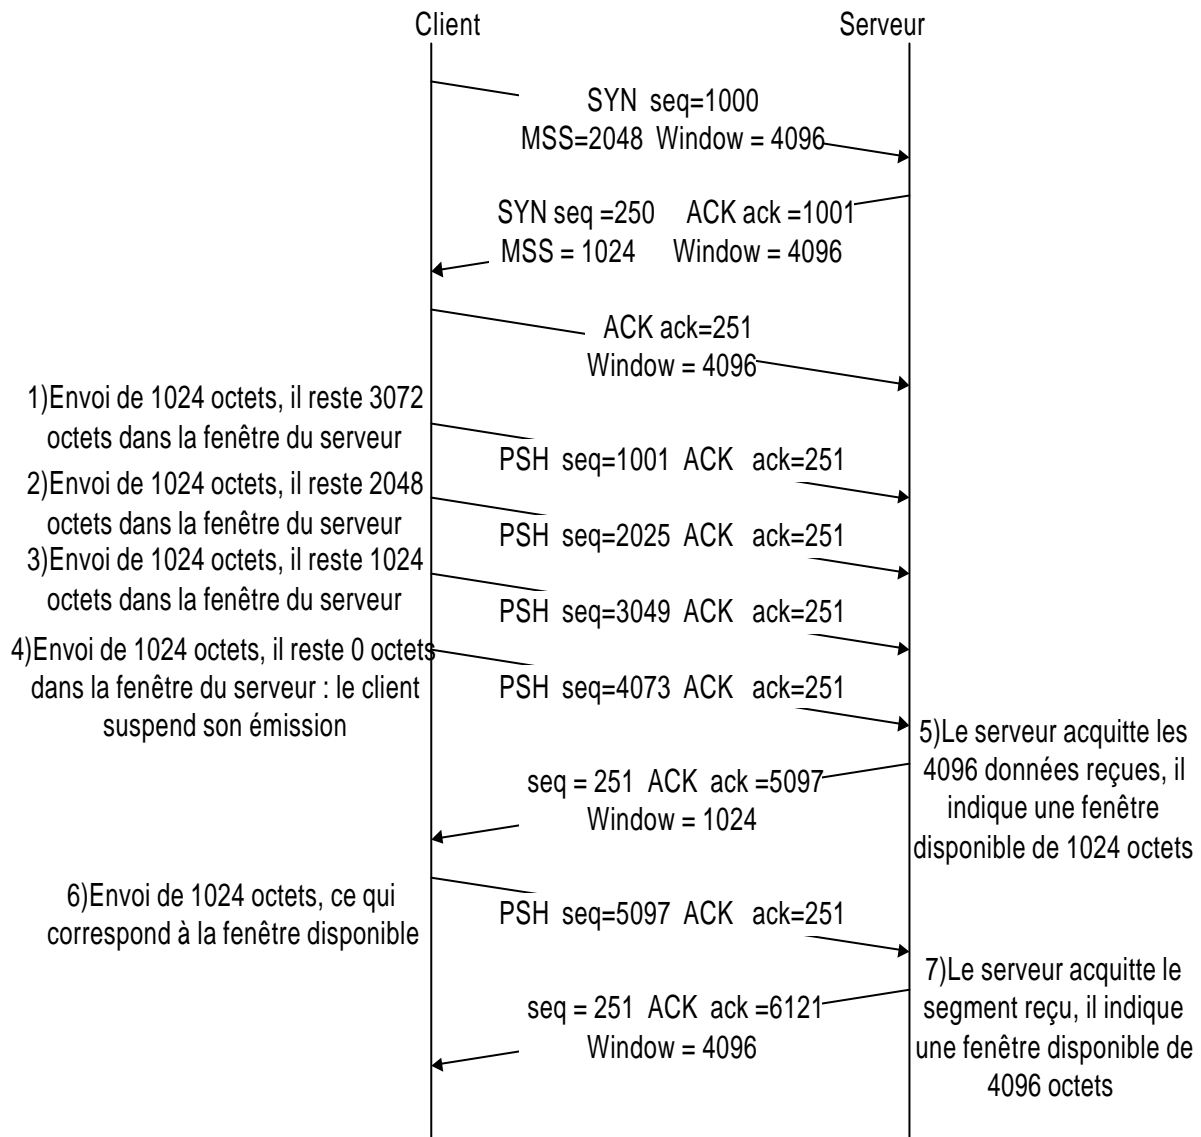 Client
Serveur
SYN seq=1000
MSS=2048 Window = 4096
SYN seq =250 ACK ack =1001
MSS = 1024 Window = 4096
ACK ack=251
Window = 4096
1)Envoi de 1024 octets, il reste 3072
octets dans la fenêtre du serveur
PSH seq=1001 ACK ack=251
2)Envoi de 1024 octets, il reste 2048
octets dans la fenêtre du serveur
PSH seq=2025 ACK ack=251
3)Envoi de 1024 octets, il reste 1024
octets dans la fenêtre du serveur
PSH seq=3049 ACK ack=251
4)Envoi de 1024 octets, il reste 0 octets
dans la fenêtre du serveur : le client
suspend son émission
PSH seq=4073 ACK ack=251
5)Le serveur acquitte les
4096 données reçues, il
indique une fenêtre
disponible de 1024 octets
seq = 251 ACK ack =5097
Window = 1024
6)Envoi de 1024 octets, ce qui
correspond à la fenêtre disponible
PSH seq=5097 ACK ack=251
7)Le serveur acquitte le
segment reçu, il indique
une fenêtre disponible de
4096 octets
seq = 251 ACK ack =6121
Window = 4096